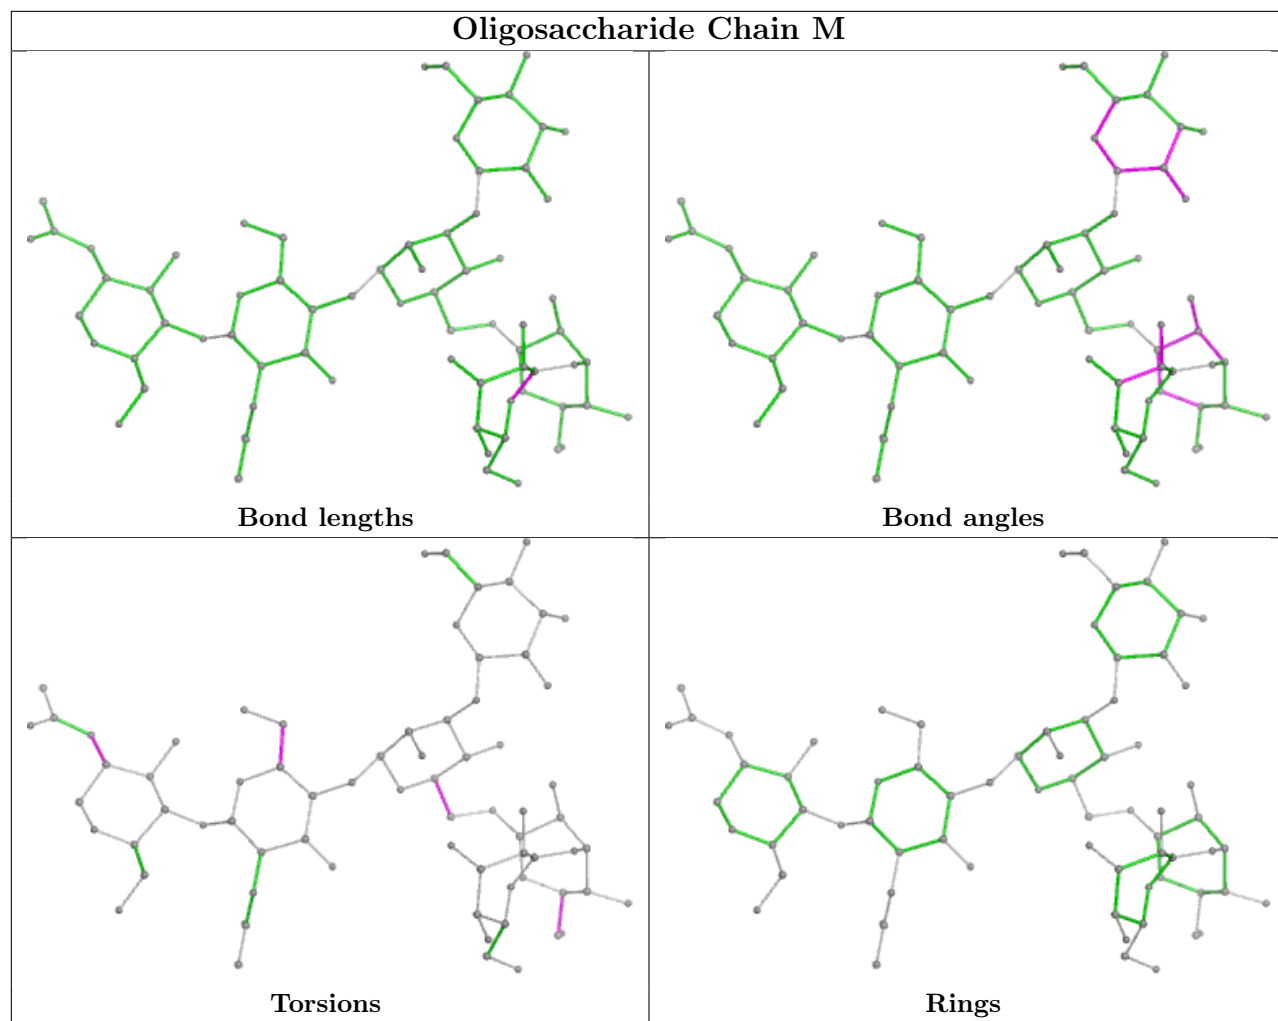 Oligosaccharide Chain M
Bond lengths
Bond angles
Torsions
Rings